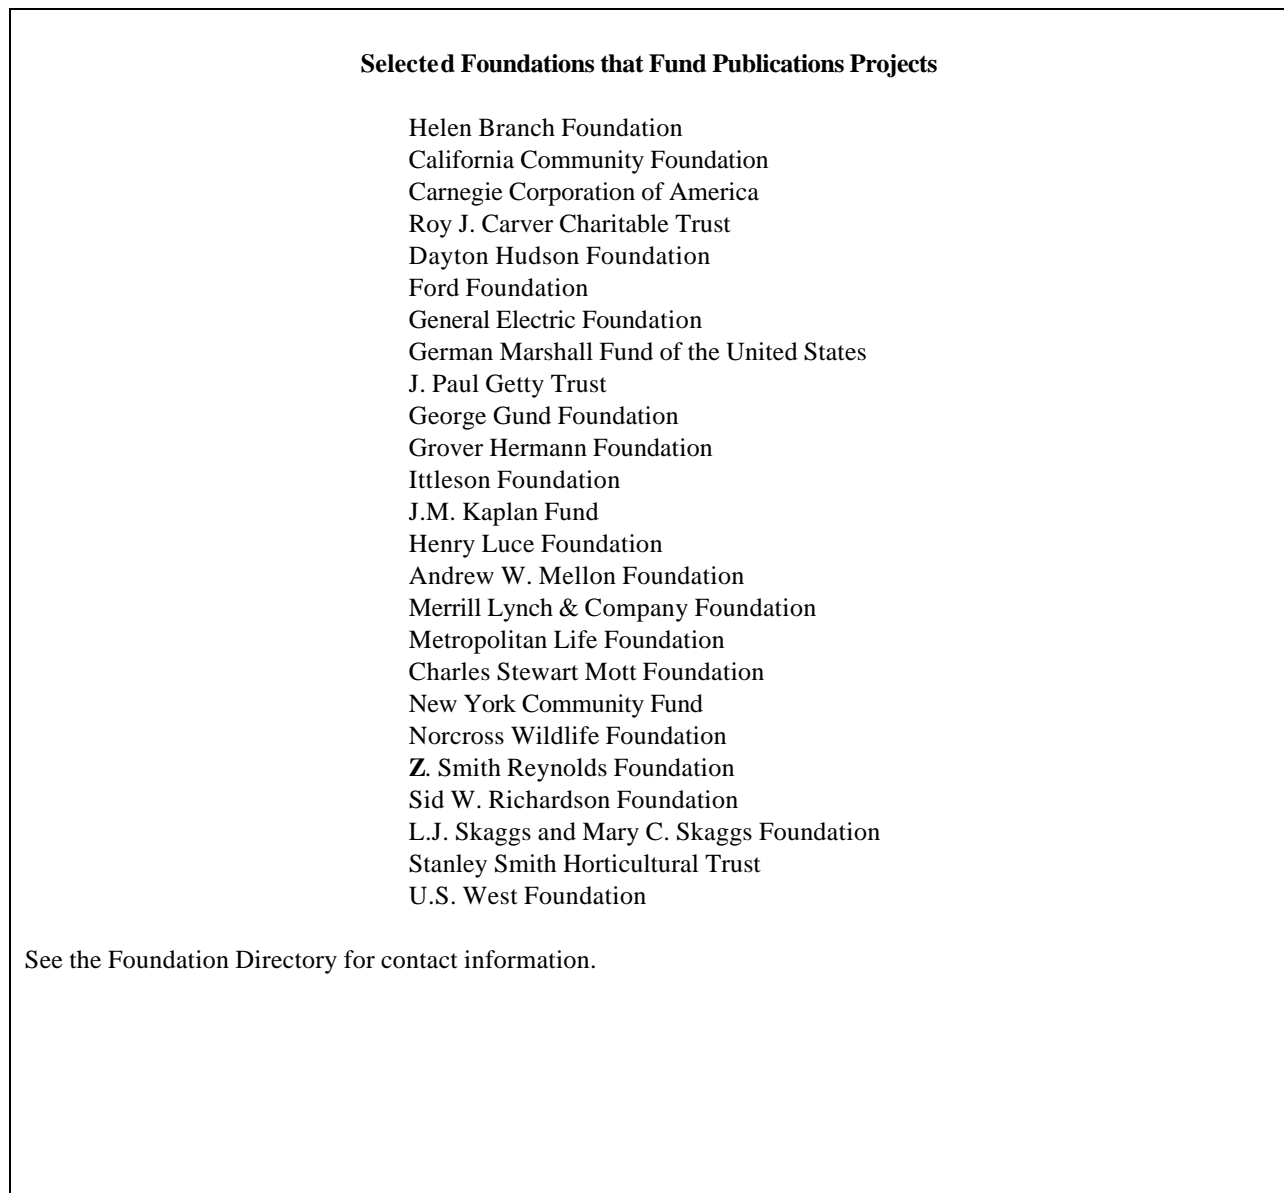 Selected Foundations that Fund Publications Projects
Helen Branch Foundation
California Community Foundation
Carnegie Corporation of America
Roy J. Carver Charitable Trust
Dayton Hudson Foundation
Ford Foundation
General Electric Foundation
German Marshall Fund of the United States
J. Paul Getty Trust
George Gund Foundation
Grover Hermann Foundation
Ittleson Foundation
J.M. Kaplan Fund
Henry Luce Foundation
Andrew W. Mellon Foundation
Merrill Lynch & Company Foundation
Metropolitan Life Foundation
Charles Stewart Mott Foundation
New York Community Fund
Norcross Wildlife Foundation
Z. Smith Reynolds Foundation
Sid W. Richardson Foundation
L.J. Skaggs and Mary C. Skaggs Foundation
Stanley Smith Horticultural Trust
U.S. West Foundation
See the Foundation Directory for contact information.